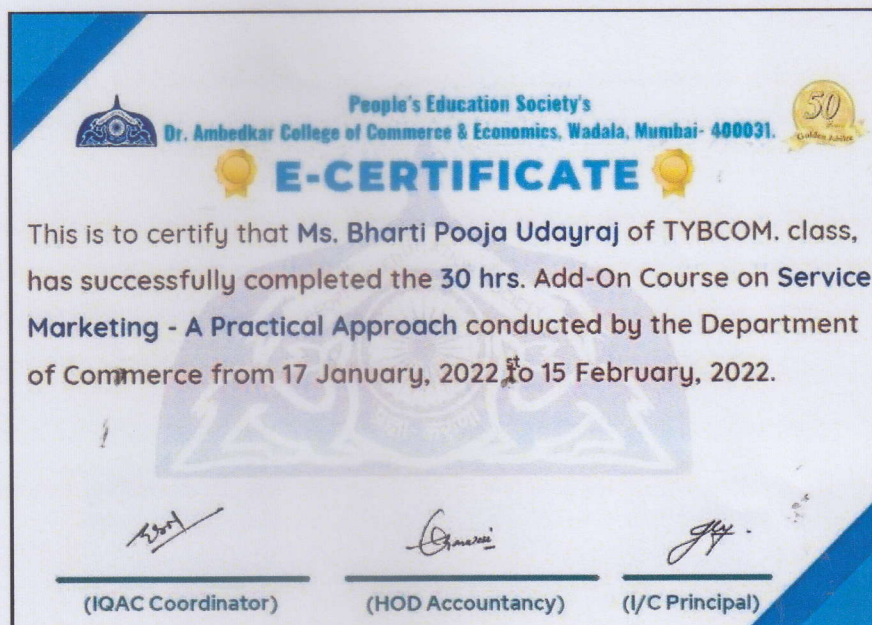 People's Education Society's
Dr. Ambedkar College of Commerce & Economics, Wadala, Mumbai- 400031.
50
Golden Jubilee
E-CERTIFICATE
This is to certify that Ms. Bharti Pooja Udayraj of TYBCOM. class,
has successfully completed the 30 hrs. Add-On Course on Service
Marketing - A Practical Approach conducted by the Department
of Commerce from 17 January, 2022 st to 15 February, 2022.
(IQAC Coordinator) (HOD Accountancy) (I/C Principal)